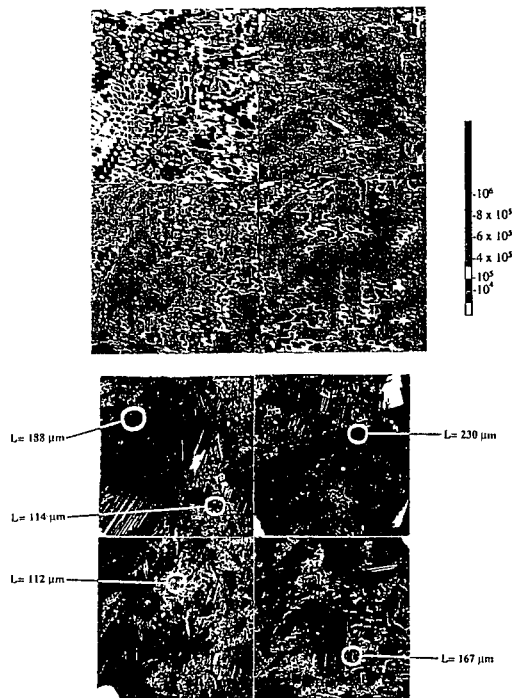 -10⁶
-8 x 10⁵
-6 x 10⁵
-4 x 10⁵
-10⁵
-10⁴
L= 188 μm
L= 230 μm
L= 114 μm
L= 112 μm
L= 167 μm